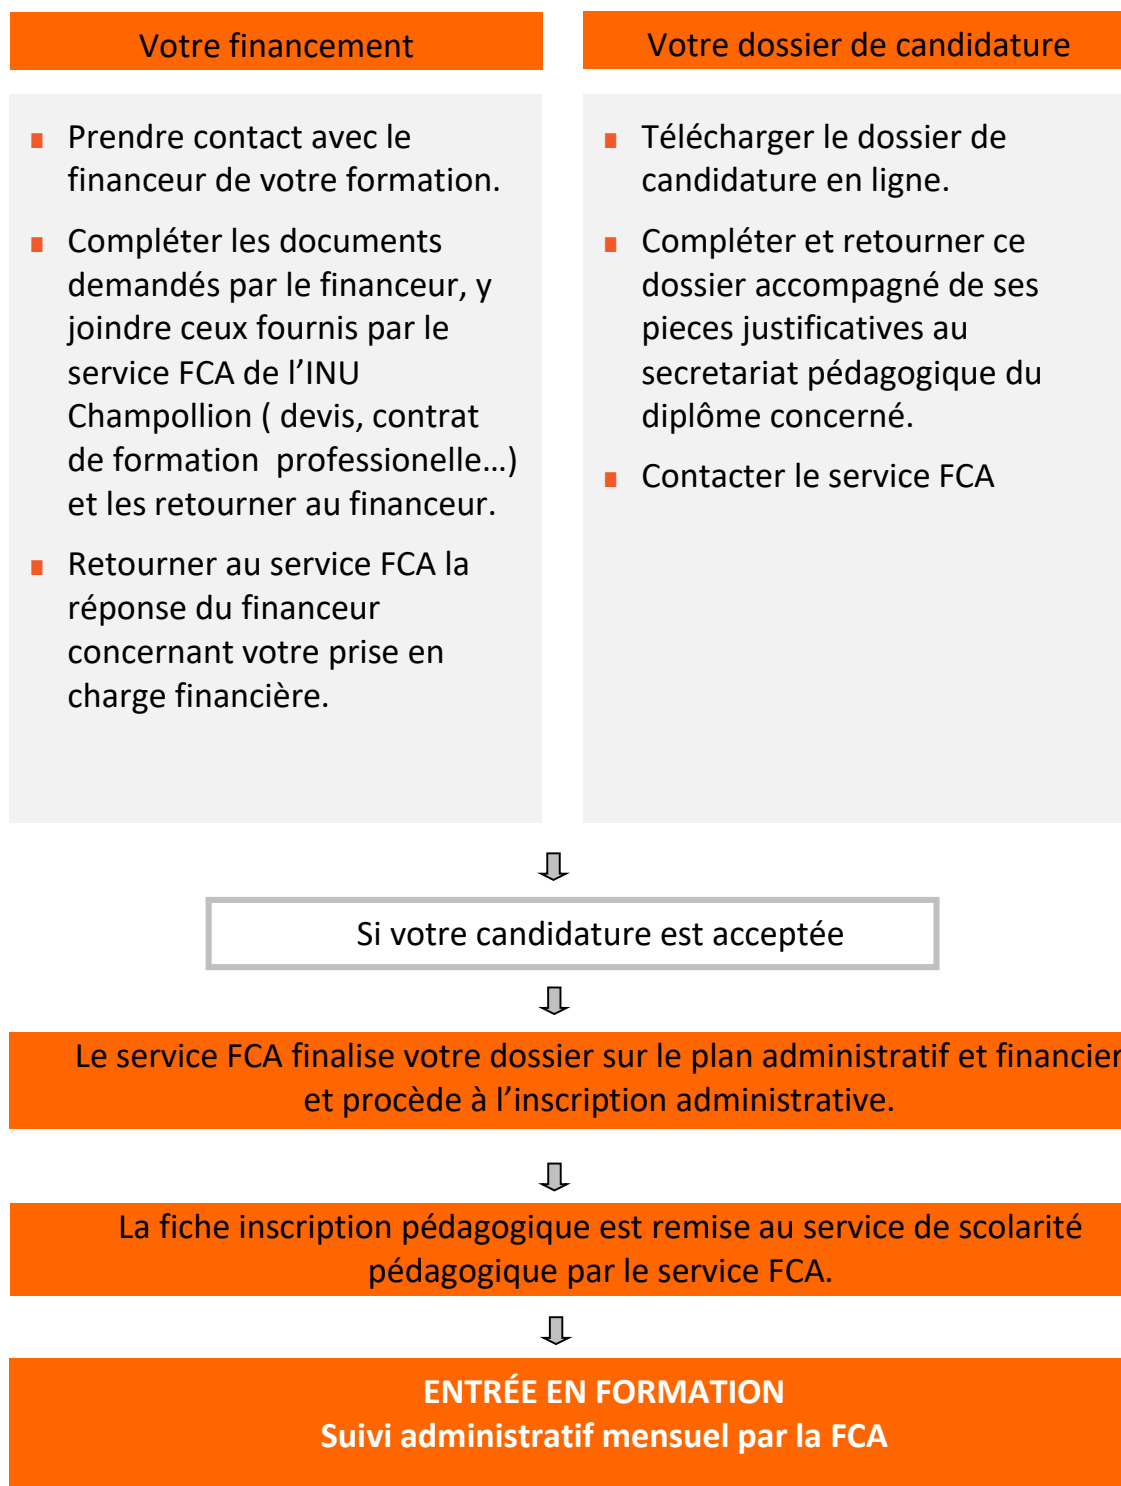 Votre financement
Prendre contact avec le
financeur de votre formation.
Compléter les documents
demandés par le financeur, y
joindre ceux fournis par le
service FCA de l’INU
Champollion ( devis, contrat
de formation  professionelle…)
et les retourner au financeur.
Retourner au service FCA la
réponse du financeur
concernant votre prise en
charge financière.
Votre dossier de candidature
Télécharger le dossier de
candidature en ligne.
Compléter et retourner ce
dossier accompagné de ses
pieces justificatives au
secretariat pédagogique du
diplôme concerné.
Contacter le service FCA
Si votre candidature est acceptée
Le service FCA finalise votre dossier sur le plan administratif et financier
et procède à l’inscription administrative.
La fiche inscription pédagogique est remise au service de scolarité
pédagogique par le service FCA.
ENTRÉE EN FORMATION
Suivi administratif mensuel par la FCA